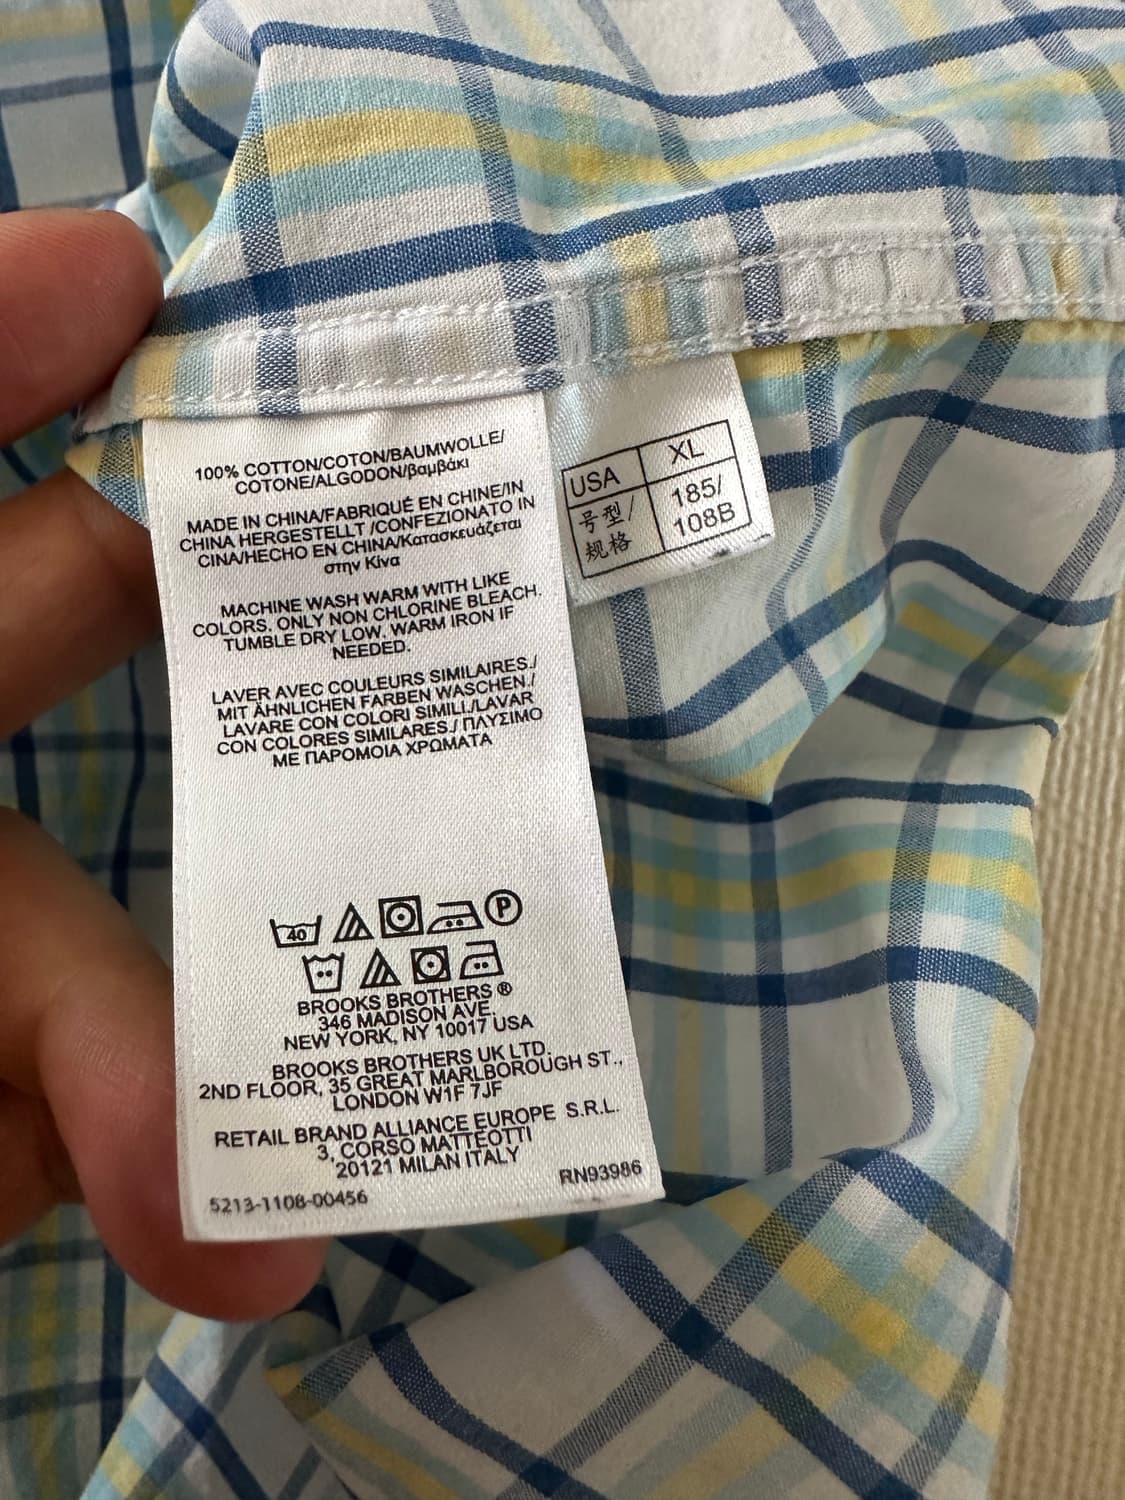 100% COTTON/COTON/BAUMWOLLE/
COTONE/ALGODON/βαμβάκι
MADE IN CHINA/FABRIQUÉ EN CHINE/IN
CHINA HERGESTELLT /CONFEZIONATO IN
CINA/HECHO EN CHINA/Κατασκευάζεται
στην Κίνα
MACHINE WASH WARM WITH LIKE
COLORS. ONLY NON CHLORINE BLEACH.
TUMBLE DRY LOW. WARM IRON IF
NEEDED.
LAVER AVEC COULEURS SIMILAIRES./
MIT ÄHNLICHEN FARBEN WASCHEN./
LAVARE CON COLORI SIMILI./LAVAR
CON COLORES SIMILARES./ ΠΛΥΣΙΜΟ
ΜΕ ΠΑΡΟΜΟΙΑ ΧΡΩΜΑΤΑ
40 P
BROOKS BROTHERS ®
346 MADISON AVE.
NEW YORK, NY 10017 USA
BROOKS BROTHERS UK LTD.
2ND FLOOR, 35 GREAT MARLBOROUGH ST.,
LONDON W1F 7JF
RETAIL BRAND ALLIANCE EUROPE S.R.L.
3, CORSO MATTEOTTI
20121 MILAN ITALY
RN93986
5213-1108-00456
USA XL
号型/ 185/
规格 108B